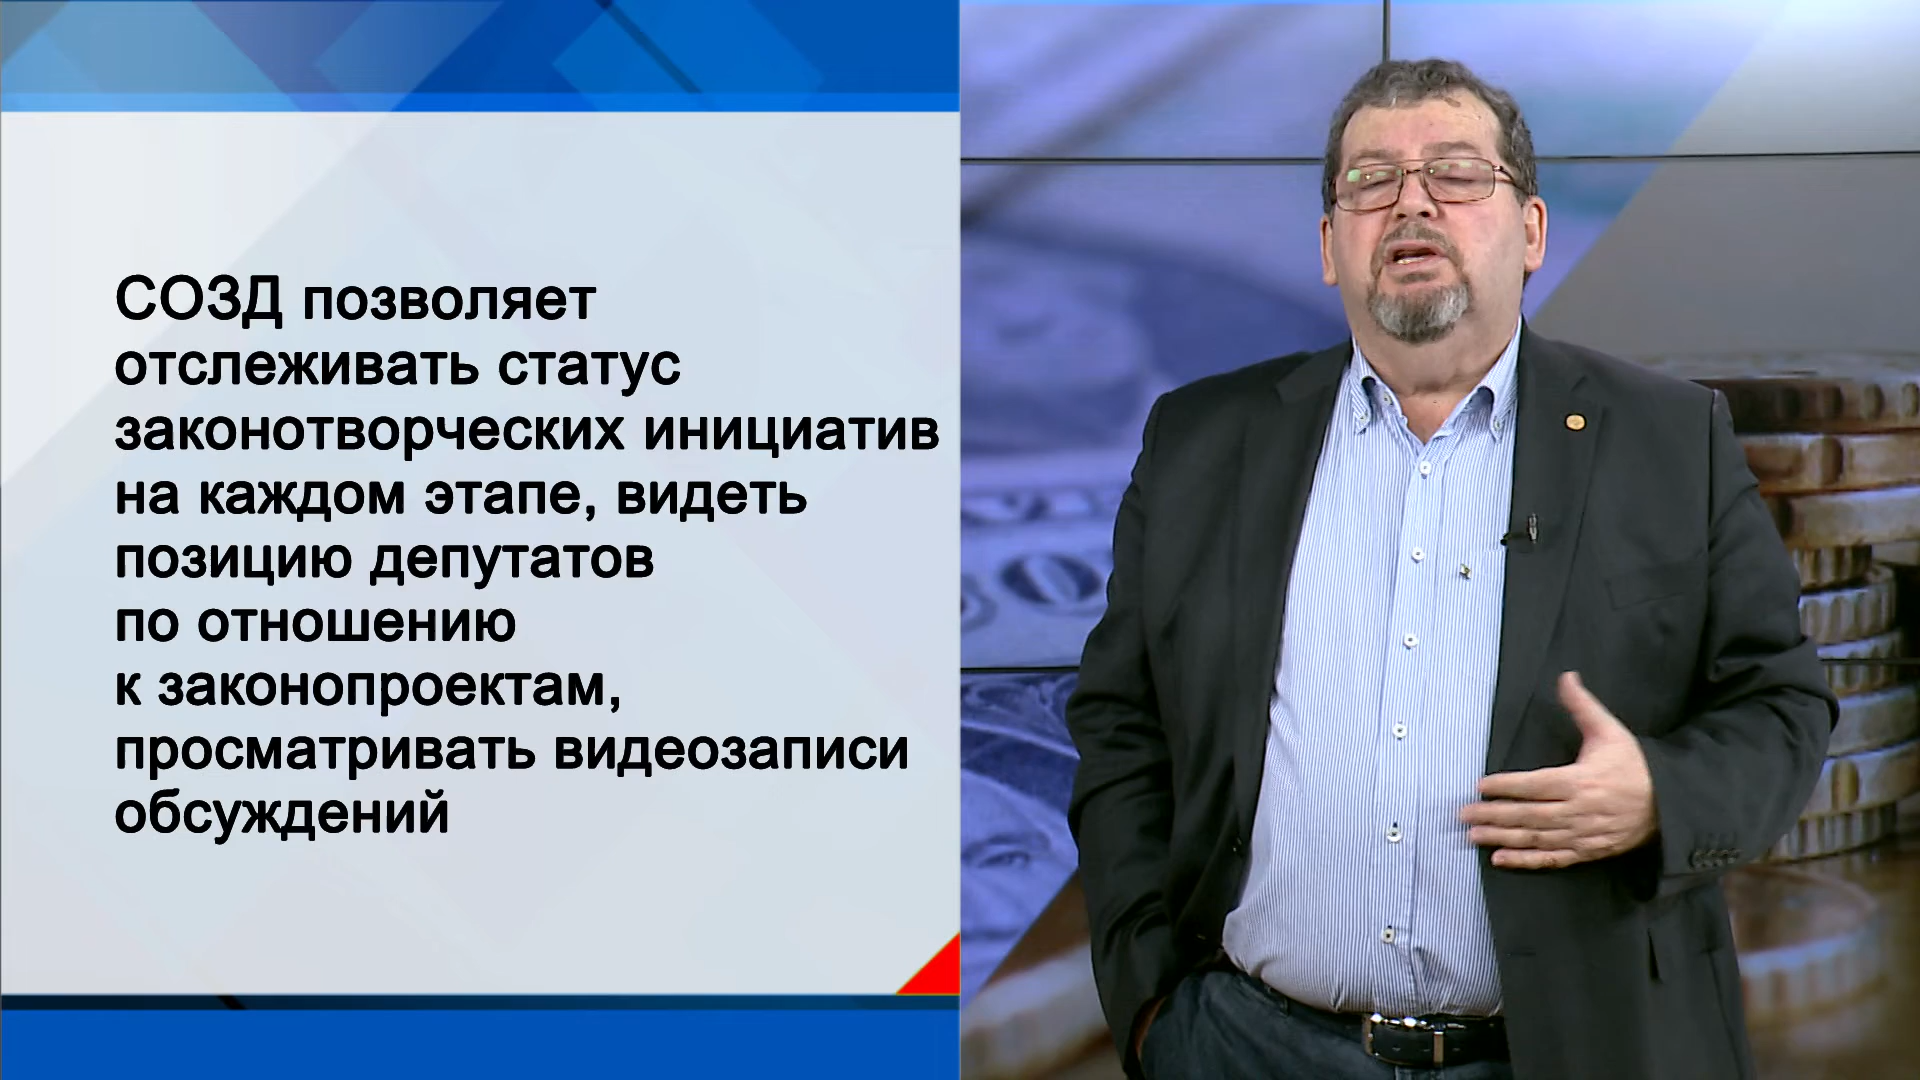 СОЗД позволяет
отслеживать статус
законотворческих инициатив
на каждом этапе, видеть
позицию депутатов
по отношению
к законопроектам,
просматривать видеозаписи
обсуждений